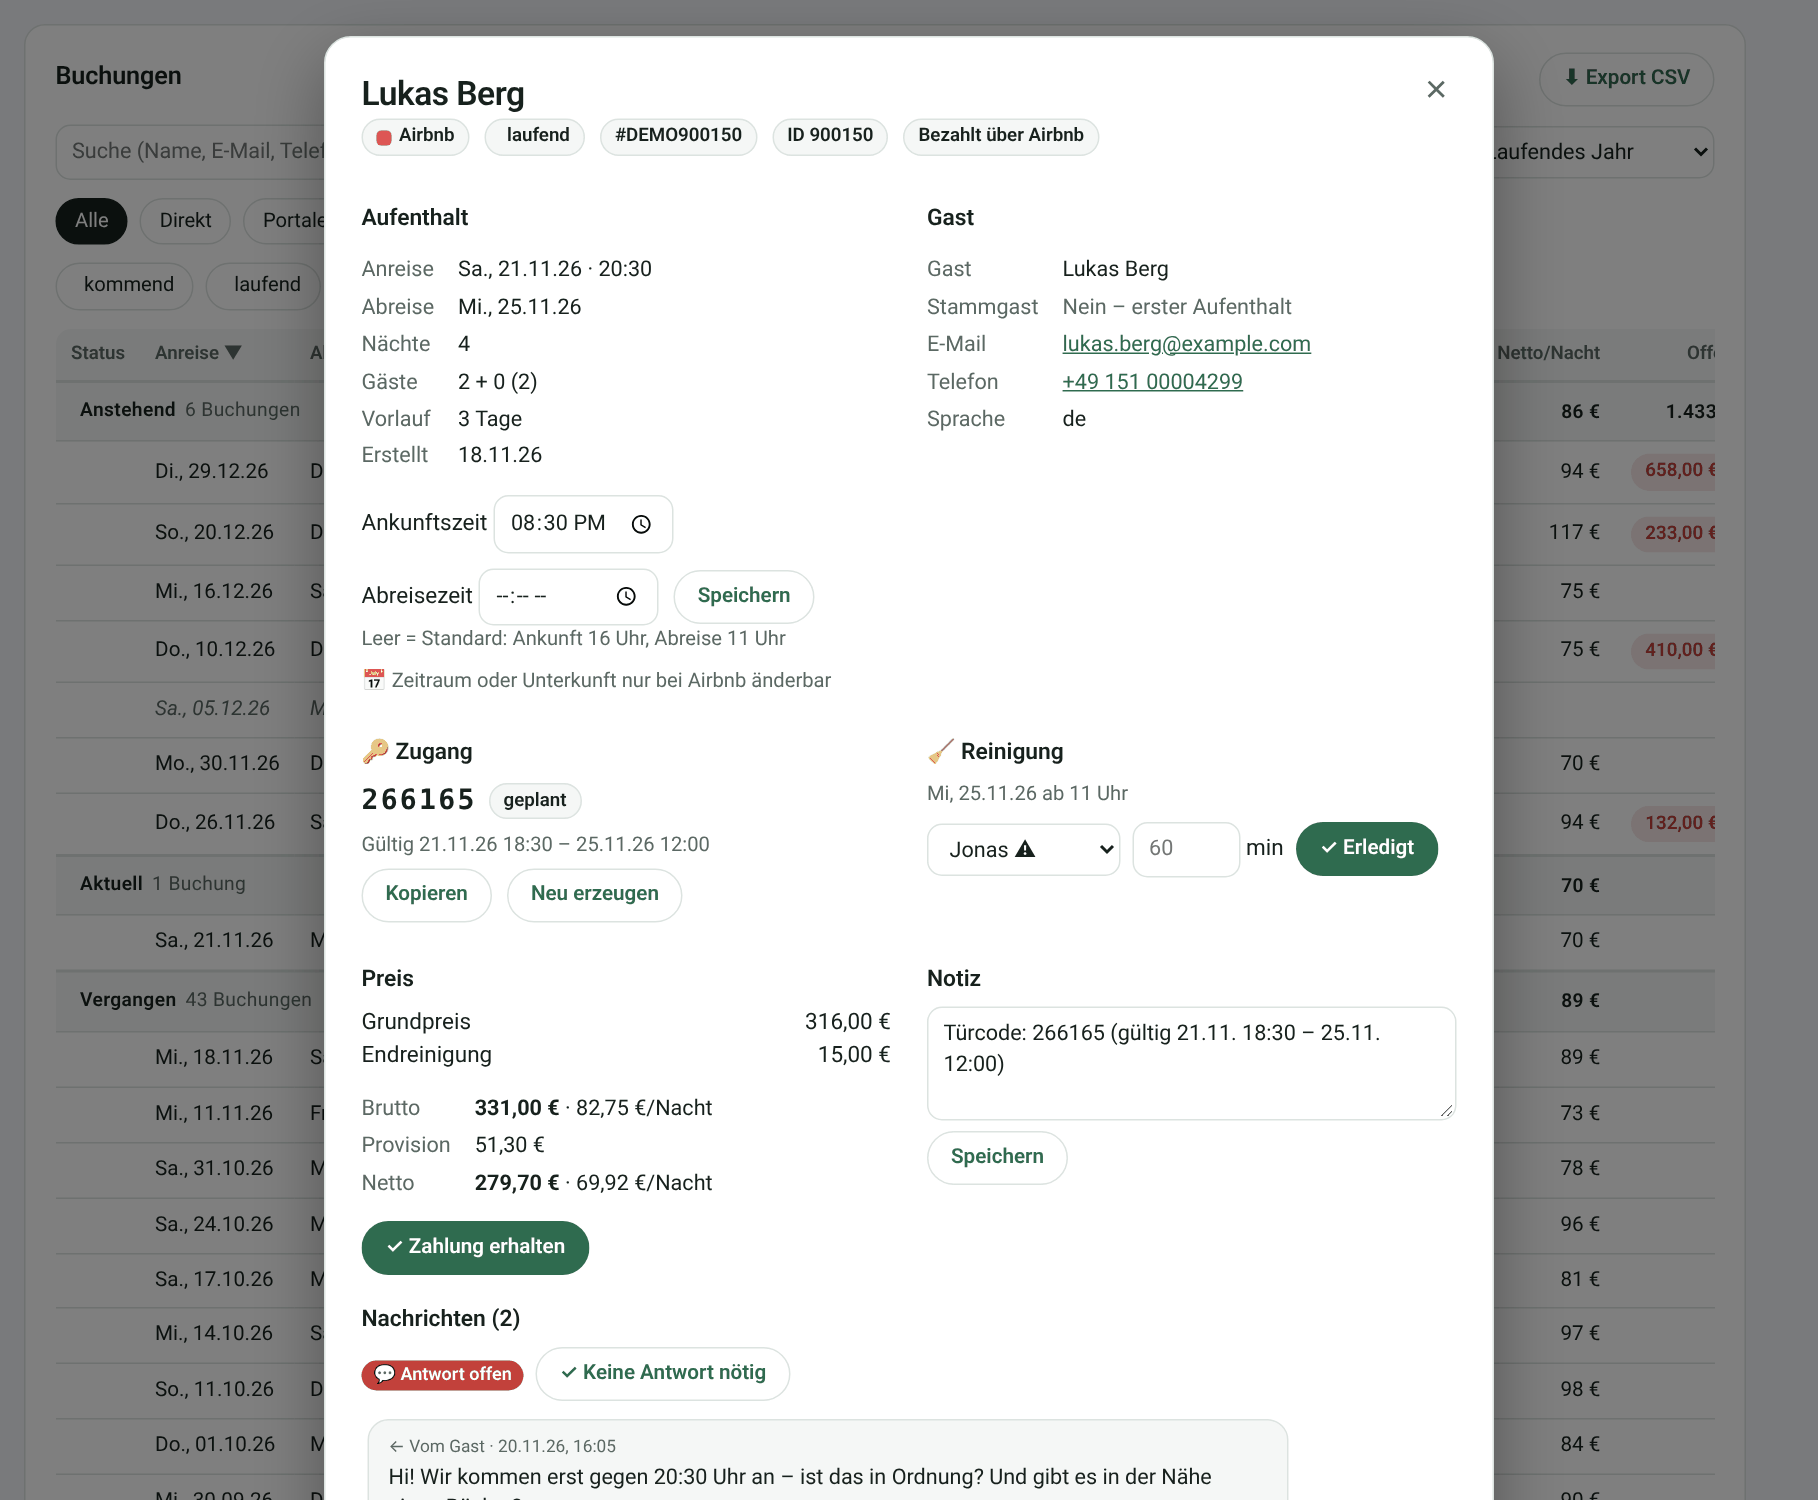 Buchungen
⬇ Export CSV
Suche (Name, E-Mail, Telef
Laufendes Jahr
Alle
Direkt
Portale
kommend
laufend
Status Anreise ▼
Netto/Nacht
Anstehend 6 Buchungen 86 € 1.433
Di., 29.12.26 D 94 € 658,00 €
So., 20.12.26 D 117 € 233,00 €
Mi., 16.12.26 S 75 €
Do., 10.12.26 D 75 € 410,00 €
Sa., 05.12.26 M
Mo., 30.11.26 D 70 €
Do., 26.11.26 S 94 € 132,00 €
Aktuell 1 Buchung 70 €
Sa., 21.11.26 M 70 €
Vergangen 43 Buchungen 89 €
Mi., 18.11.26 S 89 €
Mi., 11.11.26 Fr 73 €
Sa., 31.10.26 M 78 €
Sa., 24.10.26 M 96 €
Sa., 17.10.26 M 81 €
Mi., 14.10.26 S 97 €
So., 11.10.26 D 98 €
Do., 01.10.26 M 84 €
Lukas Berg
✕
Airbnb
laufend
#DEMO900150
ID 900150
Bezahlt über Airbnb
Aufenthalt
Anreise Sa., 21.11.26 · 20:30
Abreise Mi., 25.11.26
Nächte 4
Gäste 2 + 0 (2)
Vorlauf 3 Tage
Erstellt 18.11.26
Ankunftszeit 08:30 PM
Abreisezeit --:-- -- Speichern
Leer = Standard: Ankunft 16 Uhr, Abreise 11 Uhr
📅 Zeitraum oder Unterkunft nur bei Airbnb änderbar
Gast
Gast Lukas Berg
Stammgast Nein – erster Aufenthalt
E-Mail lukas.berg@example.com
Telefon +49 151 00004299
Sprache de
🔑 Zugang
266165 geplant
Gültig 21.11.26 18:30 – 25.11.26 12:00
Kopieren
Neu erzeugen
🧹 Reinigung
Mi, 25.11.26 ab 11 Uhr
Jonas ⚠ 60 min ✓ Erledigt
Preis
Grundpreis 316,00 €
Endreinigung 15,00 €
Brutto 331,00 € · 82,75 €/Nacht
Provision 51,30 €
Netto 279,70 € · 69,92 €/Nacht
✓ Zahlung erhalten
Notiz
Türcode: 266165 (gültig 21.11. 18:30 – 25.11.
12:00)
Speichern
Nachrichten (2)
💬 Antwort offen
✓ Keine Antwort nötig
← Vom Gast · 20.11.26, 16:05
Hi! Wir kommen erst gegen 20:30 Uhr an – ist das in Ordnung? Und gibt es in der Nähe